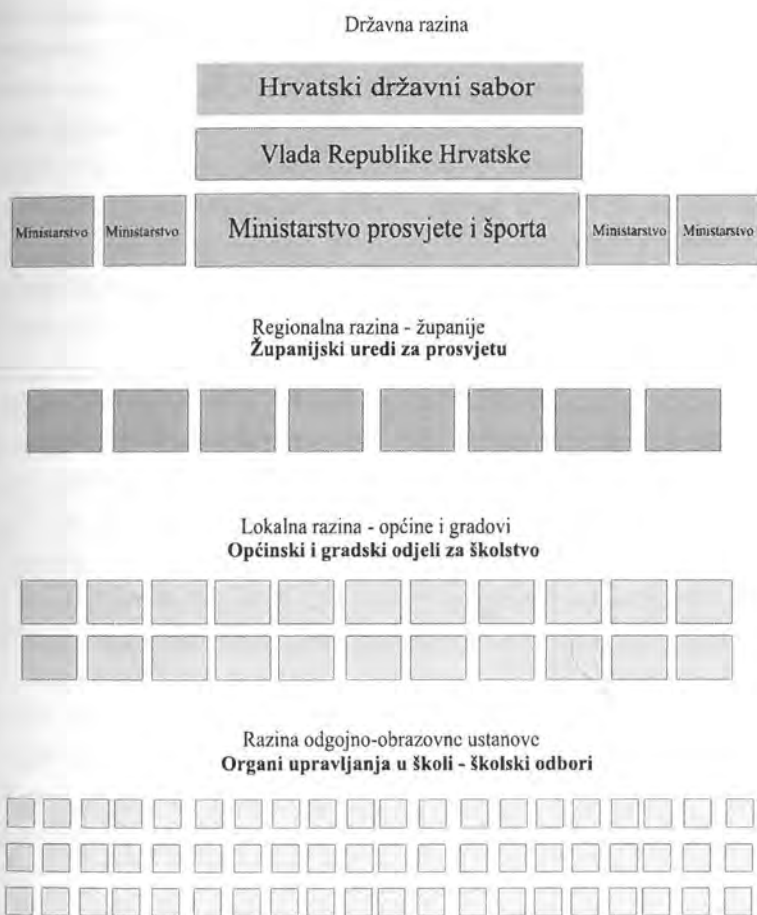 Državna razina
Hrvatski državni sabor
Vlada Republike Hrvatske
Ministarstvo Ministarstvo Ministarstvo prosvjete i športa Ministarstvo Ministarstvo
Regionalna razina - županije
Županijski uredi za prosvjetu
Lokalna razina - općine i gradovi
Općinski i gradski odjeli za školstvo
Razina odgojno-obrazovne ustanove
Organi upravljanja u školi - školski odbori